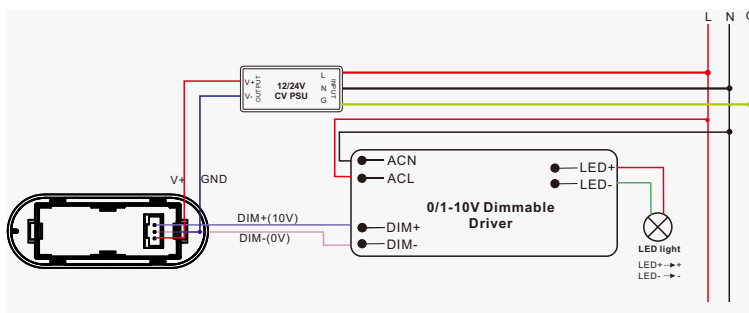 L N
V+ OUTPUT V- 12/24V CV PSU L N G INPUT
V+ GND
ACN
ACL
LED+
LED-
0/1-10V Dimmable
Driver
DIM+(10V)
DIM+
DIM-(0V)
DIM-
LED light
LED+ → +
LED- → -